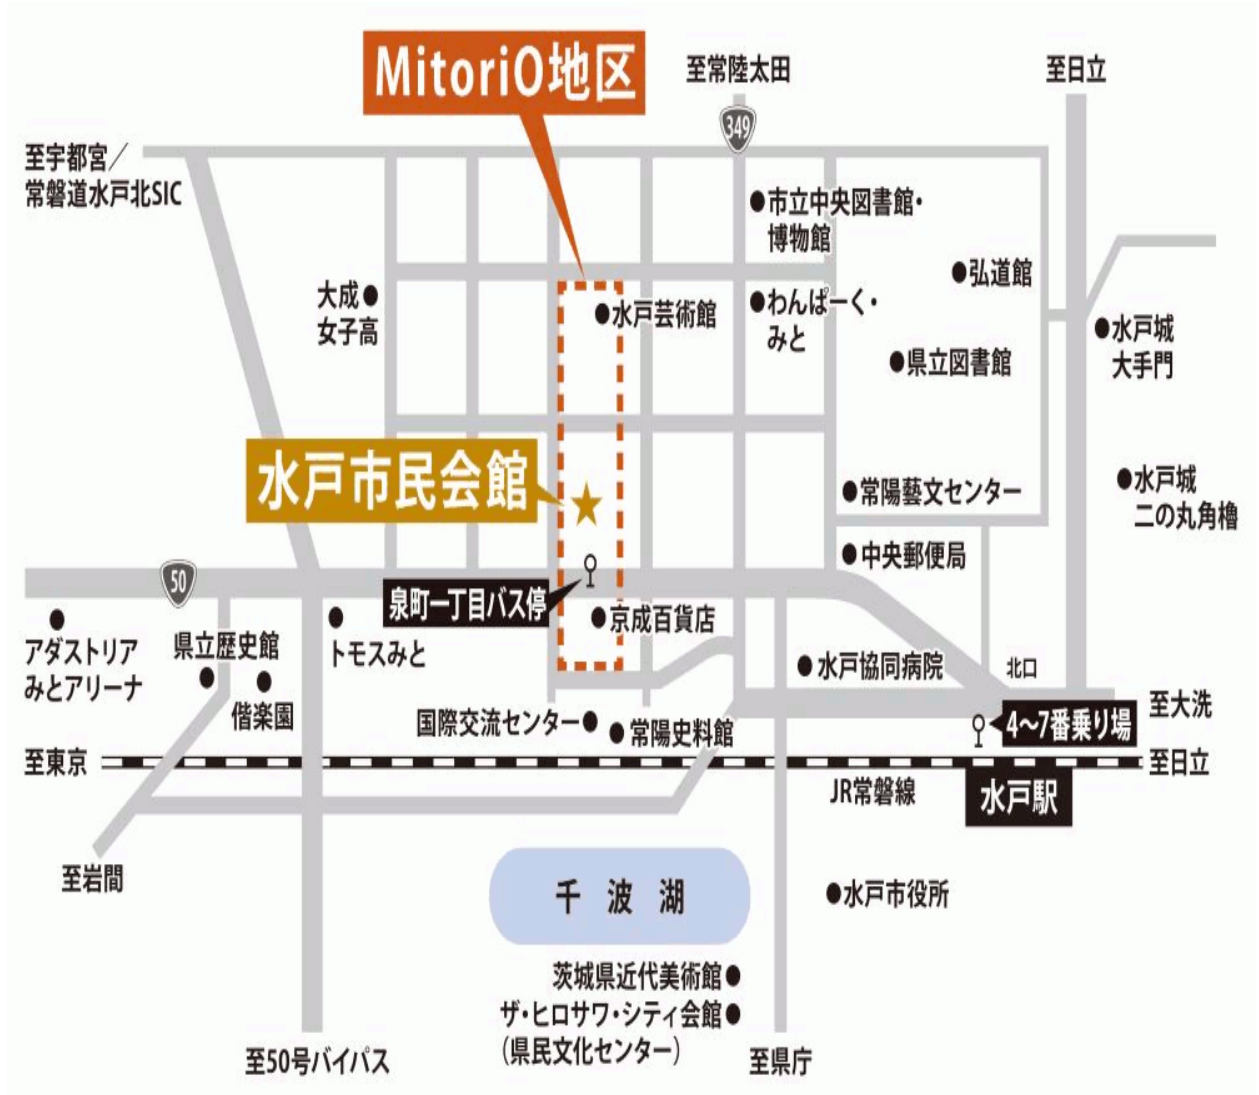 MitoriO地区
至常陸太田
至日立
349
至宇都宮／
常磐道水戸北SIC
●市立中央図書館・
博物館
●弘道館
大成●
女子高
●水戸芸術館
●わんぱーく・
みと
●水戸城
大手門
●県立図書館
水戸市民会館
★
●常陽藝文センター
●水戸城
二の丸角櫓
●中央郵便局
50
泉町一丁目バス停
●京成百貨店
アダストリア
みとアリーナ
県立歴史館
偕楽園
トモスみと
●水戸協同病院
北口
国際交流センター●
●常陽史料館
4〜7番乗り場
至大洗
至東京
至日立
JR常磐線
水戸駅
至岩間
千波湖
●水戸市役所
茨城県近代美術館●
ザ・ヒロサワ・シティ会館●
（県民文化センター）
至50号バイパス
至県庁